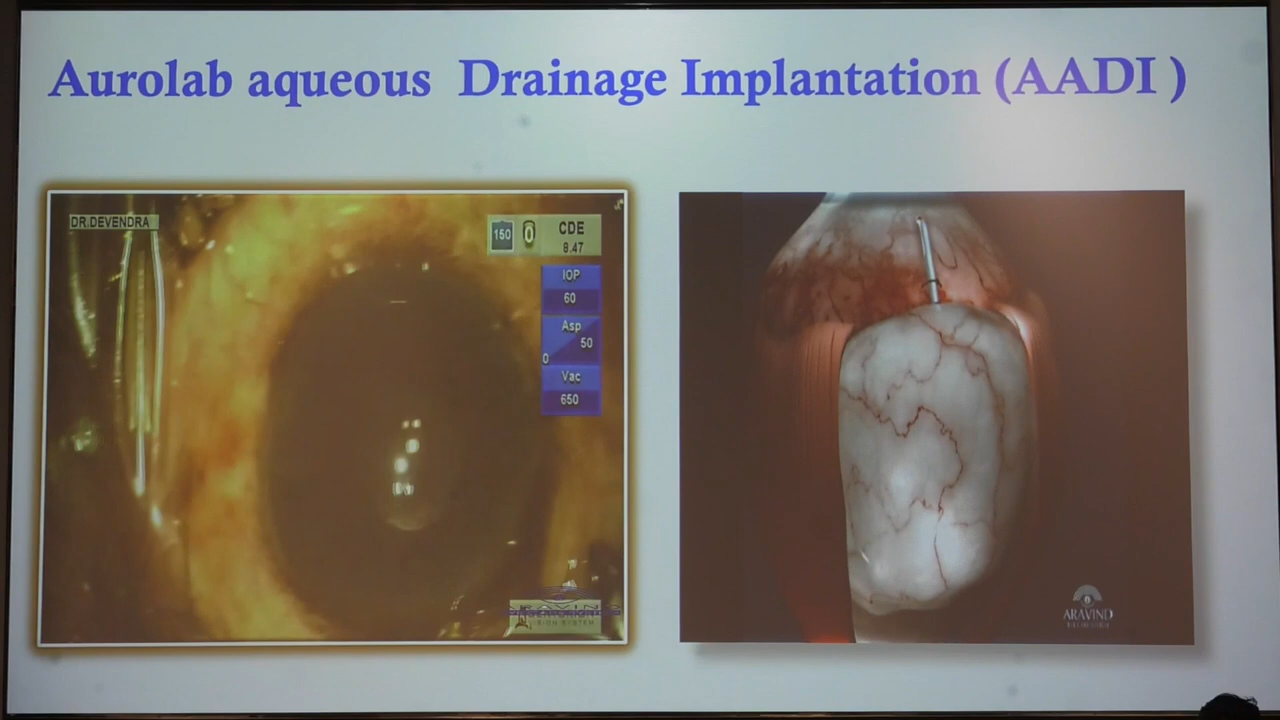 Aurolab aqueous Drainage Implantation (AADI )
DR.DEVENDRA
150
0
CDE
8.47
IOP
60
Asp
50
0
Vac
650
ARAVIND